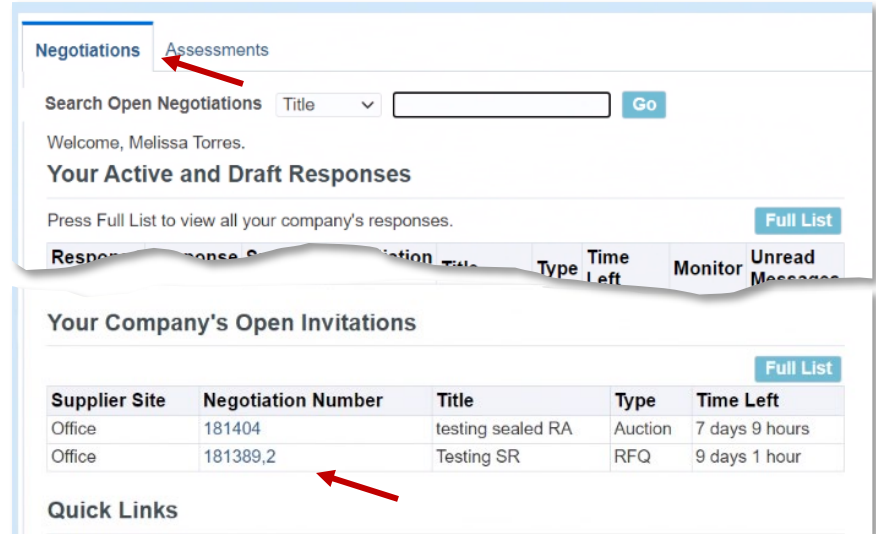 Negotiations Assessments
Search Open Negotiations Title Go
Welcome, Melissa Torres.
Your Active and Draft Responses
Press Full List to view all your company's responses. Full List
Title Type Time Left Monitor Unread Messages
Your Company's Open Invitations
Full List
Supplier Site Negotiation Number Title Type Time Left
Office 181404 testing sealed RA Auction 7 days 9 hours
Office 181389,2 Testing SR RFQ 9 days 1 hour
Quick Links